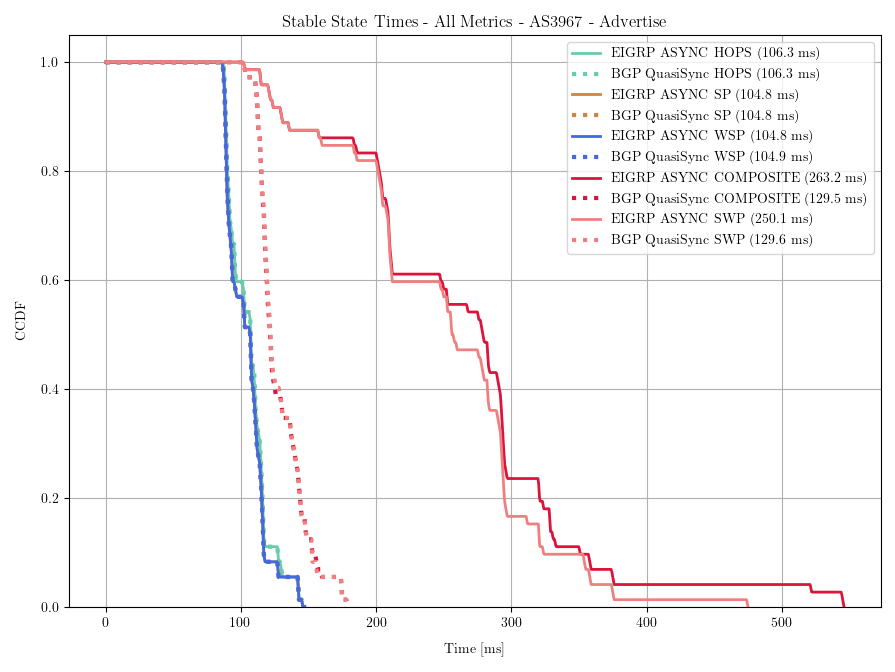 Stable State Times - All Metrics - AS3967 - Advertise
EIGRP ASYNC HOPS (106.3 ms)
BGP QuasiSync HOPS (106.3 ms)
EIGRP ASYNC SP (104.8 ms)
BGP QuasiSync SP (104.8 ms)
EIGRP ASYNC WSP (104.8 ms)
BGP QuasiSync WSP (104.9 ms)
EIGRP ASYNC COMPOSITE (263.2 ms)
BGP QuasiSync COMPOSITE (129.5 ms)
EIGRP ASYNC SWP (250.1 ms)
BGP QuasiSync SWP (129.6 ms)
CCDF
1.0
0.8
0.6
0.4
0.2
0.0
0 100 200 300 400 500
Time [ms]